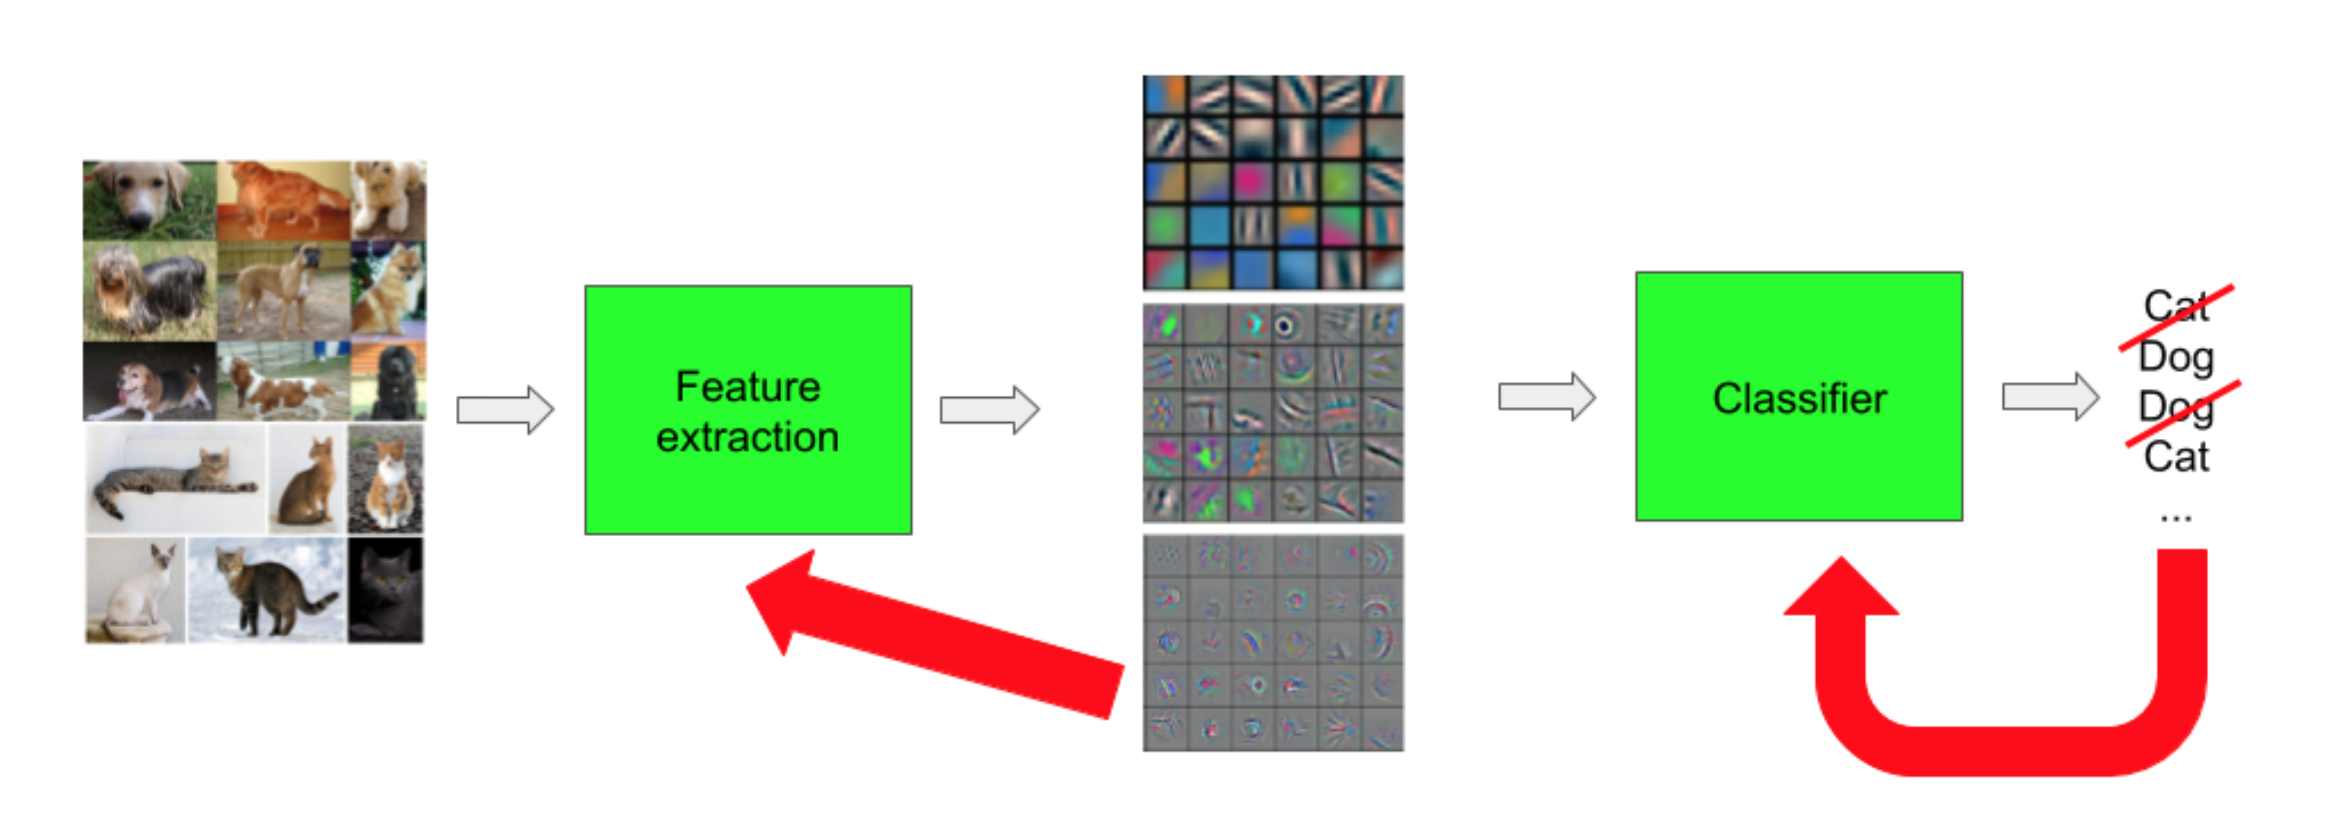 Feature
extraction
Classifier
Cat
Dog
Dog
Cat
...